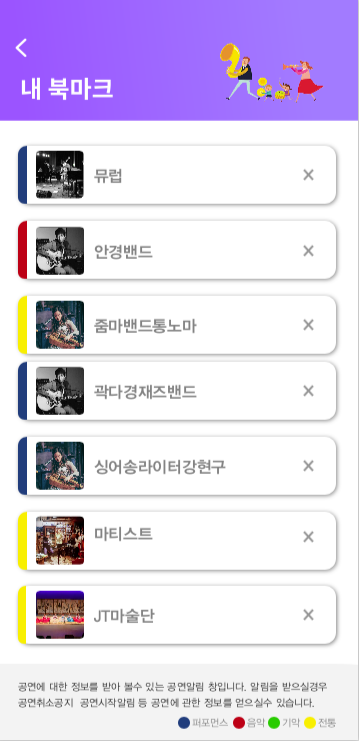 내 북마크
뮤럽
안경밴드
줌마밴드통노마
곽다경재즈밴드
싱어송라이터강현구
마티스트
JT마술단
공연에 대한 정보를 받아 볼수 있는 공연알림 창입니다. 알림을 받으실경우
공연취소공지 공연시작알림 등 공연에 관한 정보를 얻으실수 있습니다.
퍼포먼스 음악 기악 전통